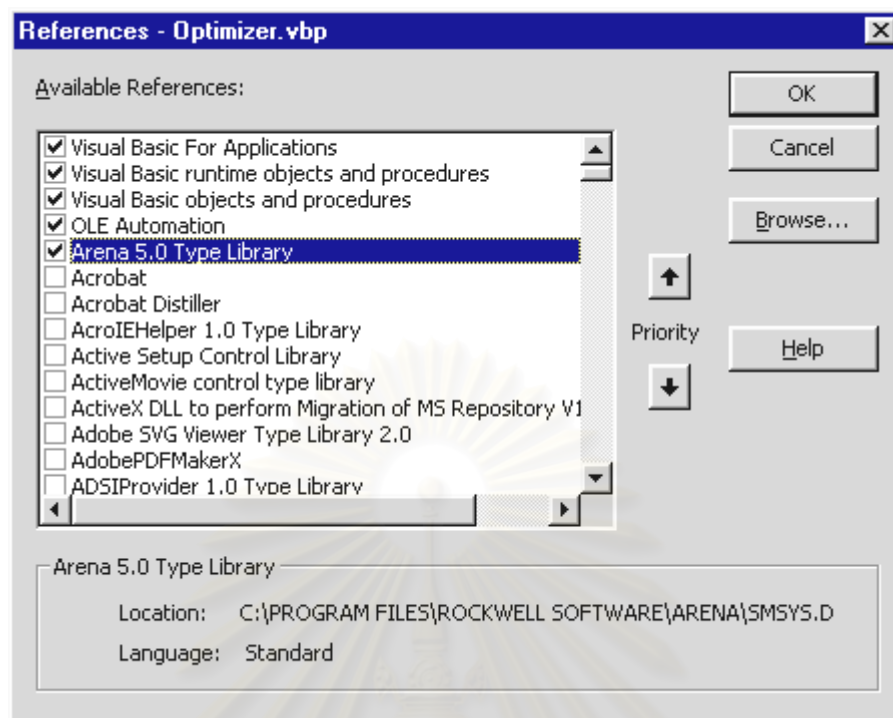 References - Optimizer.vbp
Available References:
OK
Cancel
Browse...
Help
Visual Basic For Applications
Visual Basic runtime objects and procedures
Visual Basic objects and procedures
OLE Automation
Arena 5.0 Type Library
Acrobat
Acrobat Distiller
AcroIEHelper 1.0 Type Library
Active Setup Control Library
ActiveMovie control type library
ActiveX DLL to perform Migration of MS Repository V1
Adobe SVG Viewer Type Library 2.0
AdobePDFMakerX
ADSIProvider 1.0 Type Library
Priority
Arena 5.0 Type Library
Location: C:\PROGRAM FILES\ROCKWELL SOFTWARE\ARENA\SMSYS.D
Language: Standard